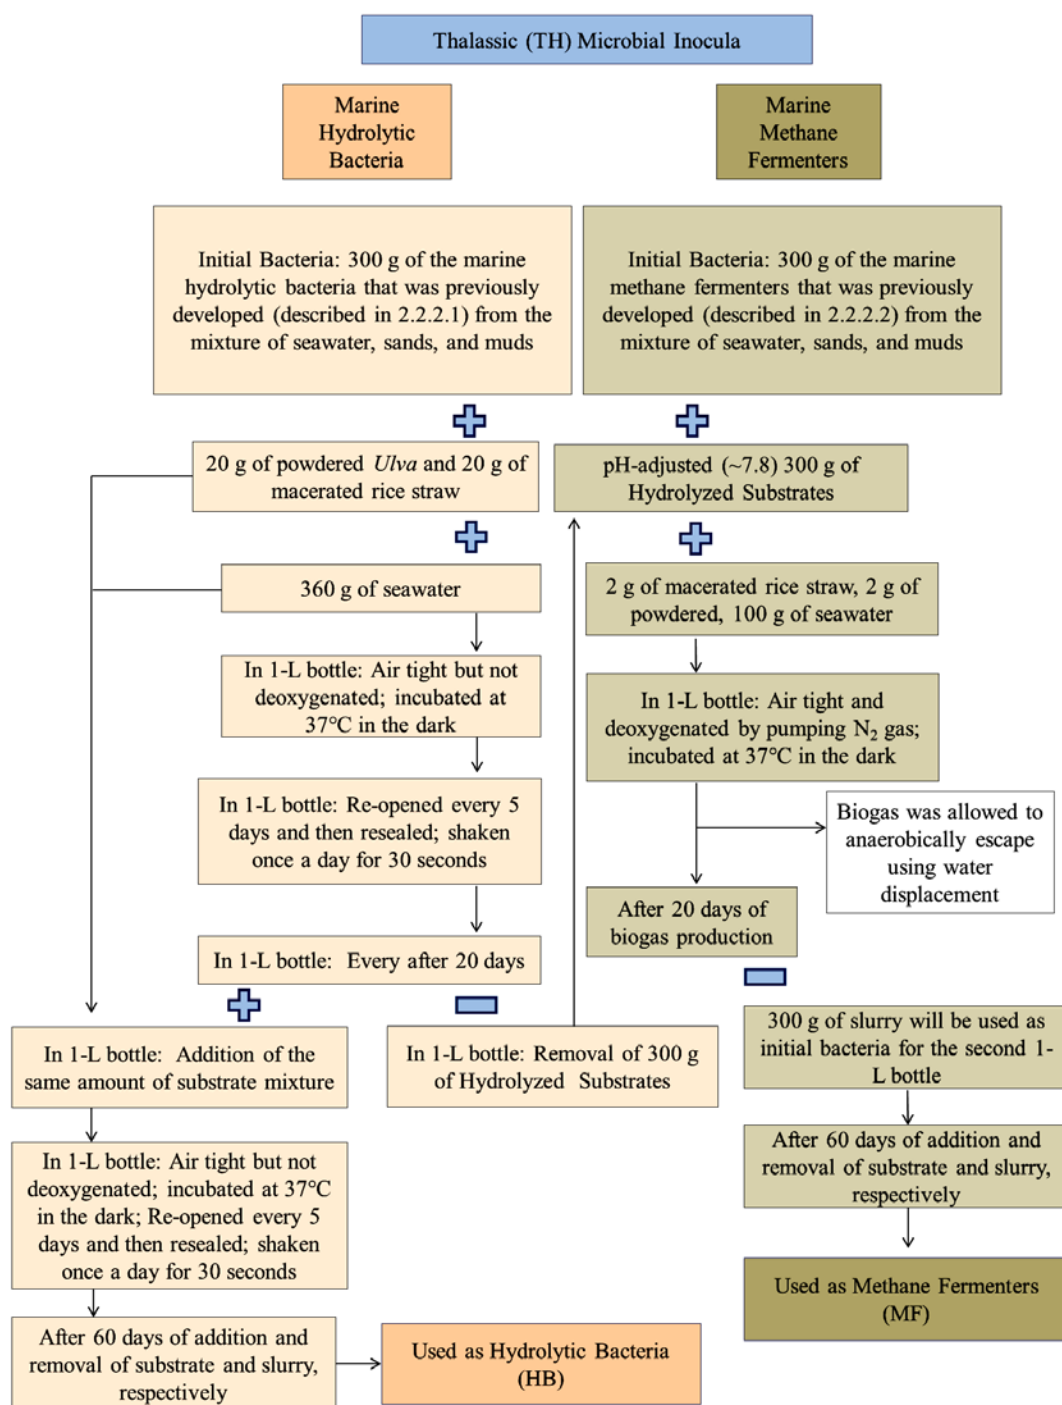 Thalassic (TH) Microbial Inocula
Marine
Hydrolytic
Bacteria
Marine
Methane
Fermenters
Initial Bacteria: 300 g of the marine
hydrolytic bacteria that was previously
developed (described in 2.2.2.1) from the
mixture of seawater, sands, and muds
Initial Bacteria: 300 g of the marine
methane fermenters that was previously
developed (described in 2.2.2.2) from the
mixture of seawater, sands, and muds
20 g of powdered Ulva and 20 g of
macerated rice straw
pH-adjusted (~7.8) 300 g of
Hydrolyzed Substrates
360 g of seawater
2 g of macerated rice straw, 2 g of
powdered, 100 g of seawater
In 1-L bottle: Air tight but not
deoxygenated; incubated at
37°C in the dark
In 1-L bottle: Air tight and
deoxygenated by pumping N₂ gas;
incubated at 37°C in the dark
In 1-L bottle: Re-opened every 5
days and then resealed; shaken
once a day for 30 seconds
Biogas was allowed to
anaerobically escape
using water
displacement
After 20 days of
biogas production
In 1-L bottle: Every after 20 days
In 1-L bottle: Addition of the
same amount of substrate mixture
In 1-L bottle: Removal of 300 g
of Hydrolyzed Substrates
300 g of slurry will be used as
initial bacteria for the second 1-
L bottle
In 1-L bottle: Air tight but not
deoxygenated; incubated at 37°C
in the dark; Re-opened every 5
days and then resealed; shaken
once a day for 30 seconds
After 60 days of addition and
removal of substrate and slurry,
respectively
Used as Methane Fermenters
(MF)
After 60 days of addition and
removal of substrate and slurry,
respectively
Used as Hydrolytic Bacteria
(HB)